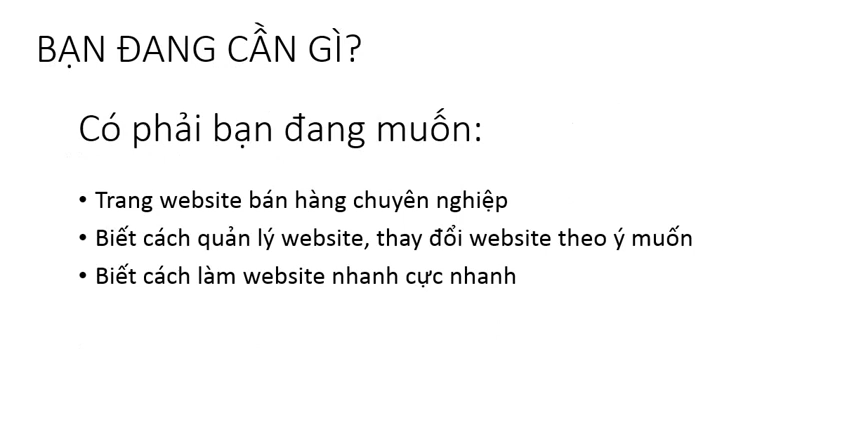 BẠN ĐANG CẦN GÌ?
Có phải bạn đang muốn:
• Trang website bán hàng chuyên nghiệp
• Biết cách quản lý website, thay đổi website theo ý muốn
• Biết cách làm website nhanh cực nhanh